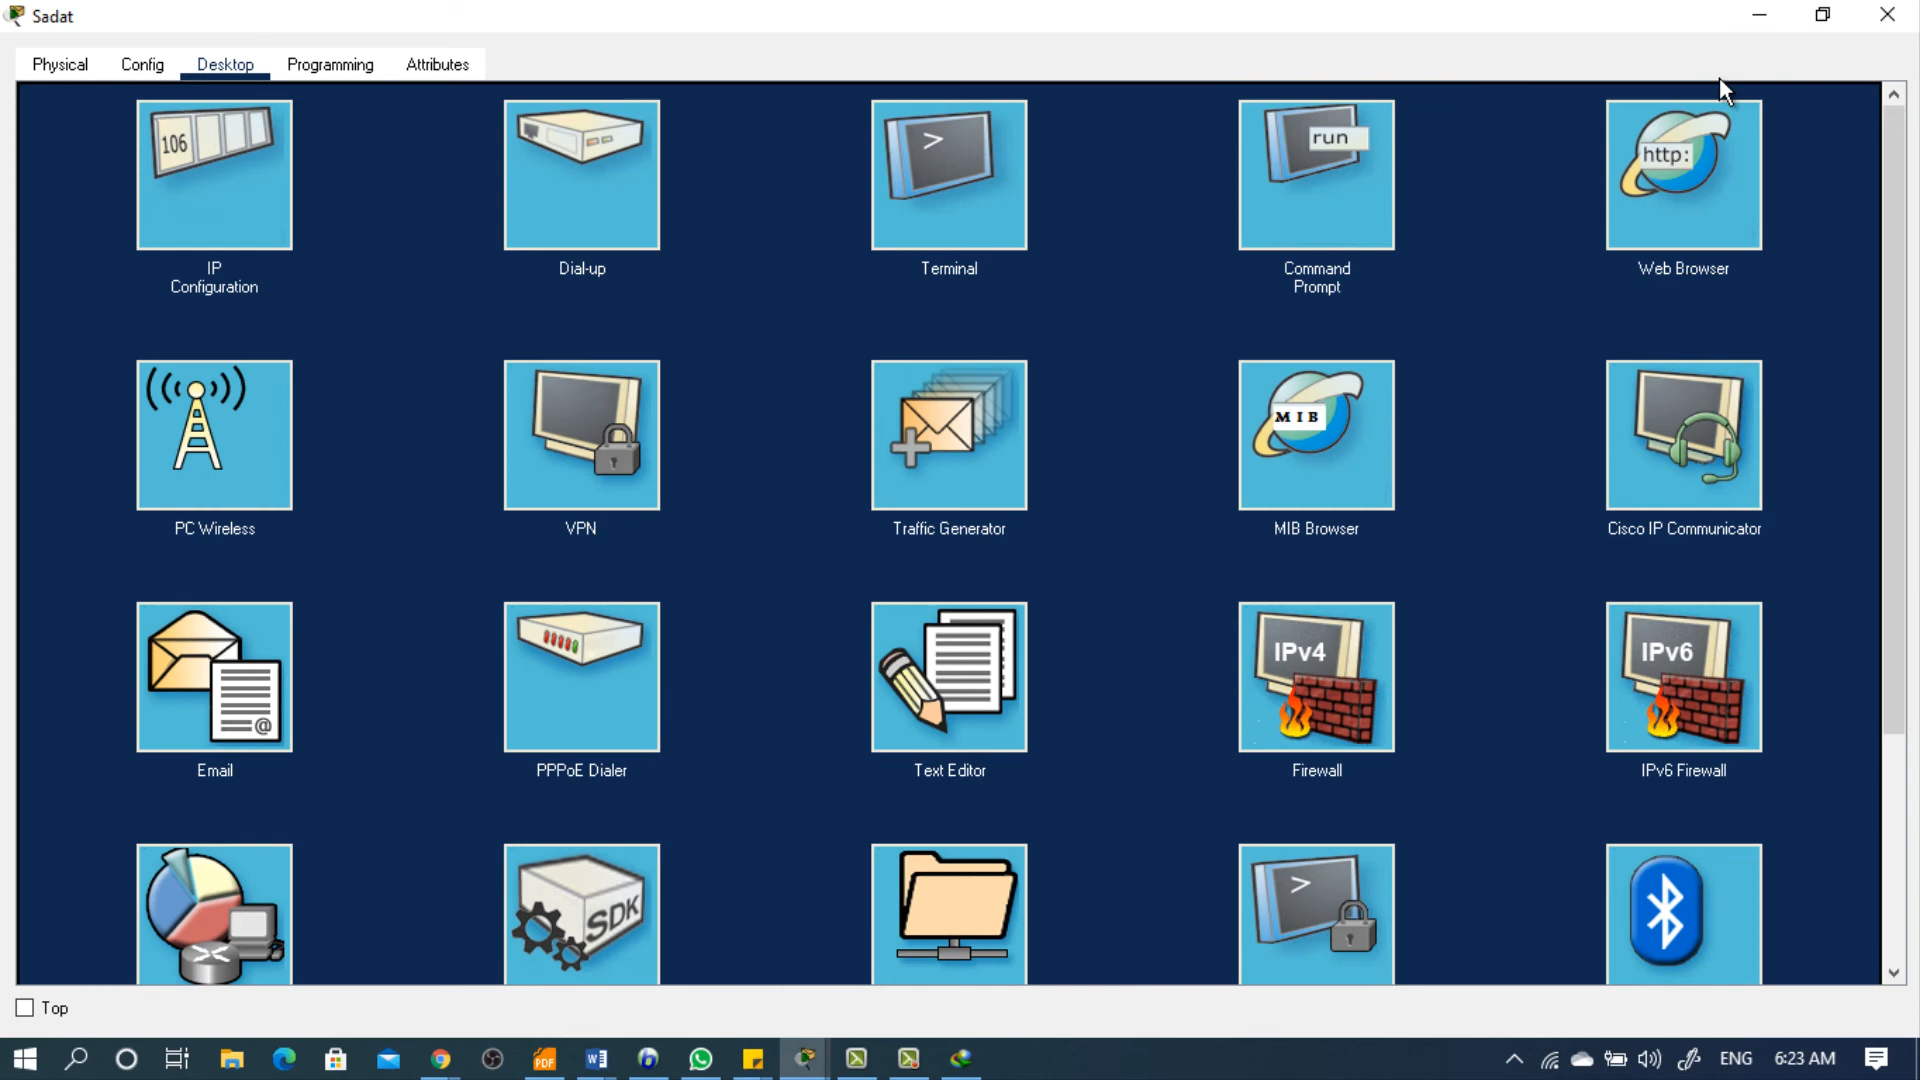 Sadat
Physical Config Desktop Programming Attributes
106
>
run
http:
IP
Configuration
Dial-up
Terminal
Command
Prompt
Web Browser
MIB
PC Wireless
VPN
Traffic Generator
MIB Browser
Cisco IP Communicator
@
IPv4
IPv6
Email
PPPoE Dialer
Text Editor
Firewall
IPv6 Firewall
SDK
>
Top
PDF
W
ENG
6:23 AM